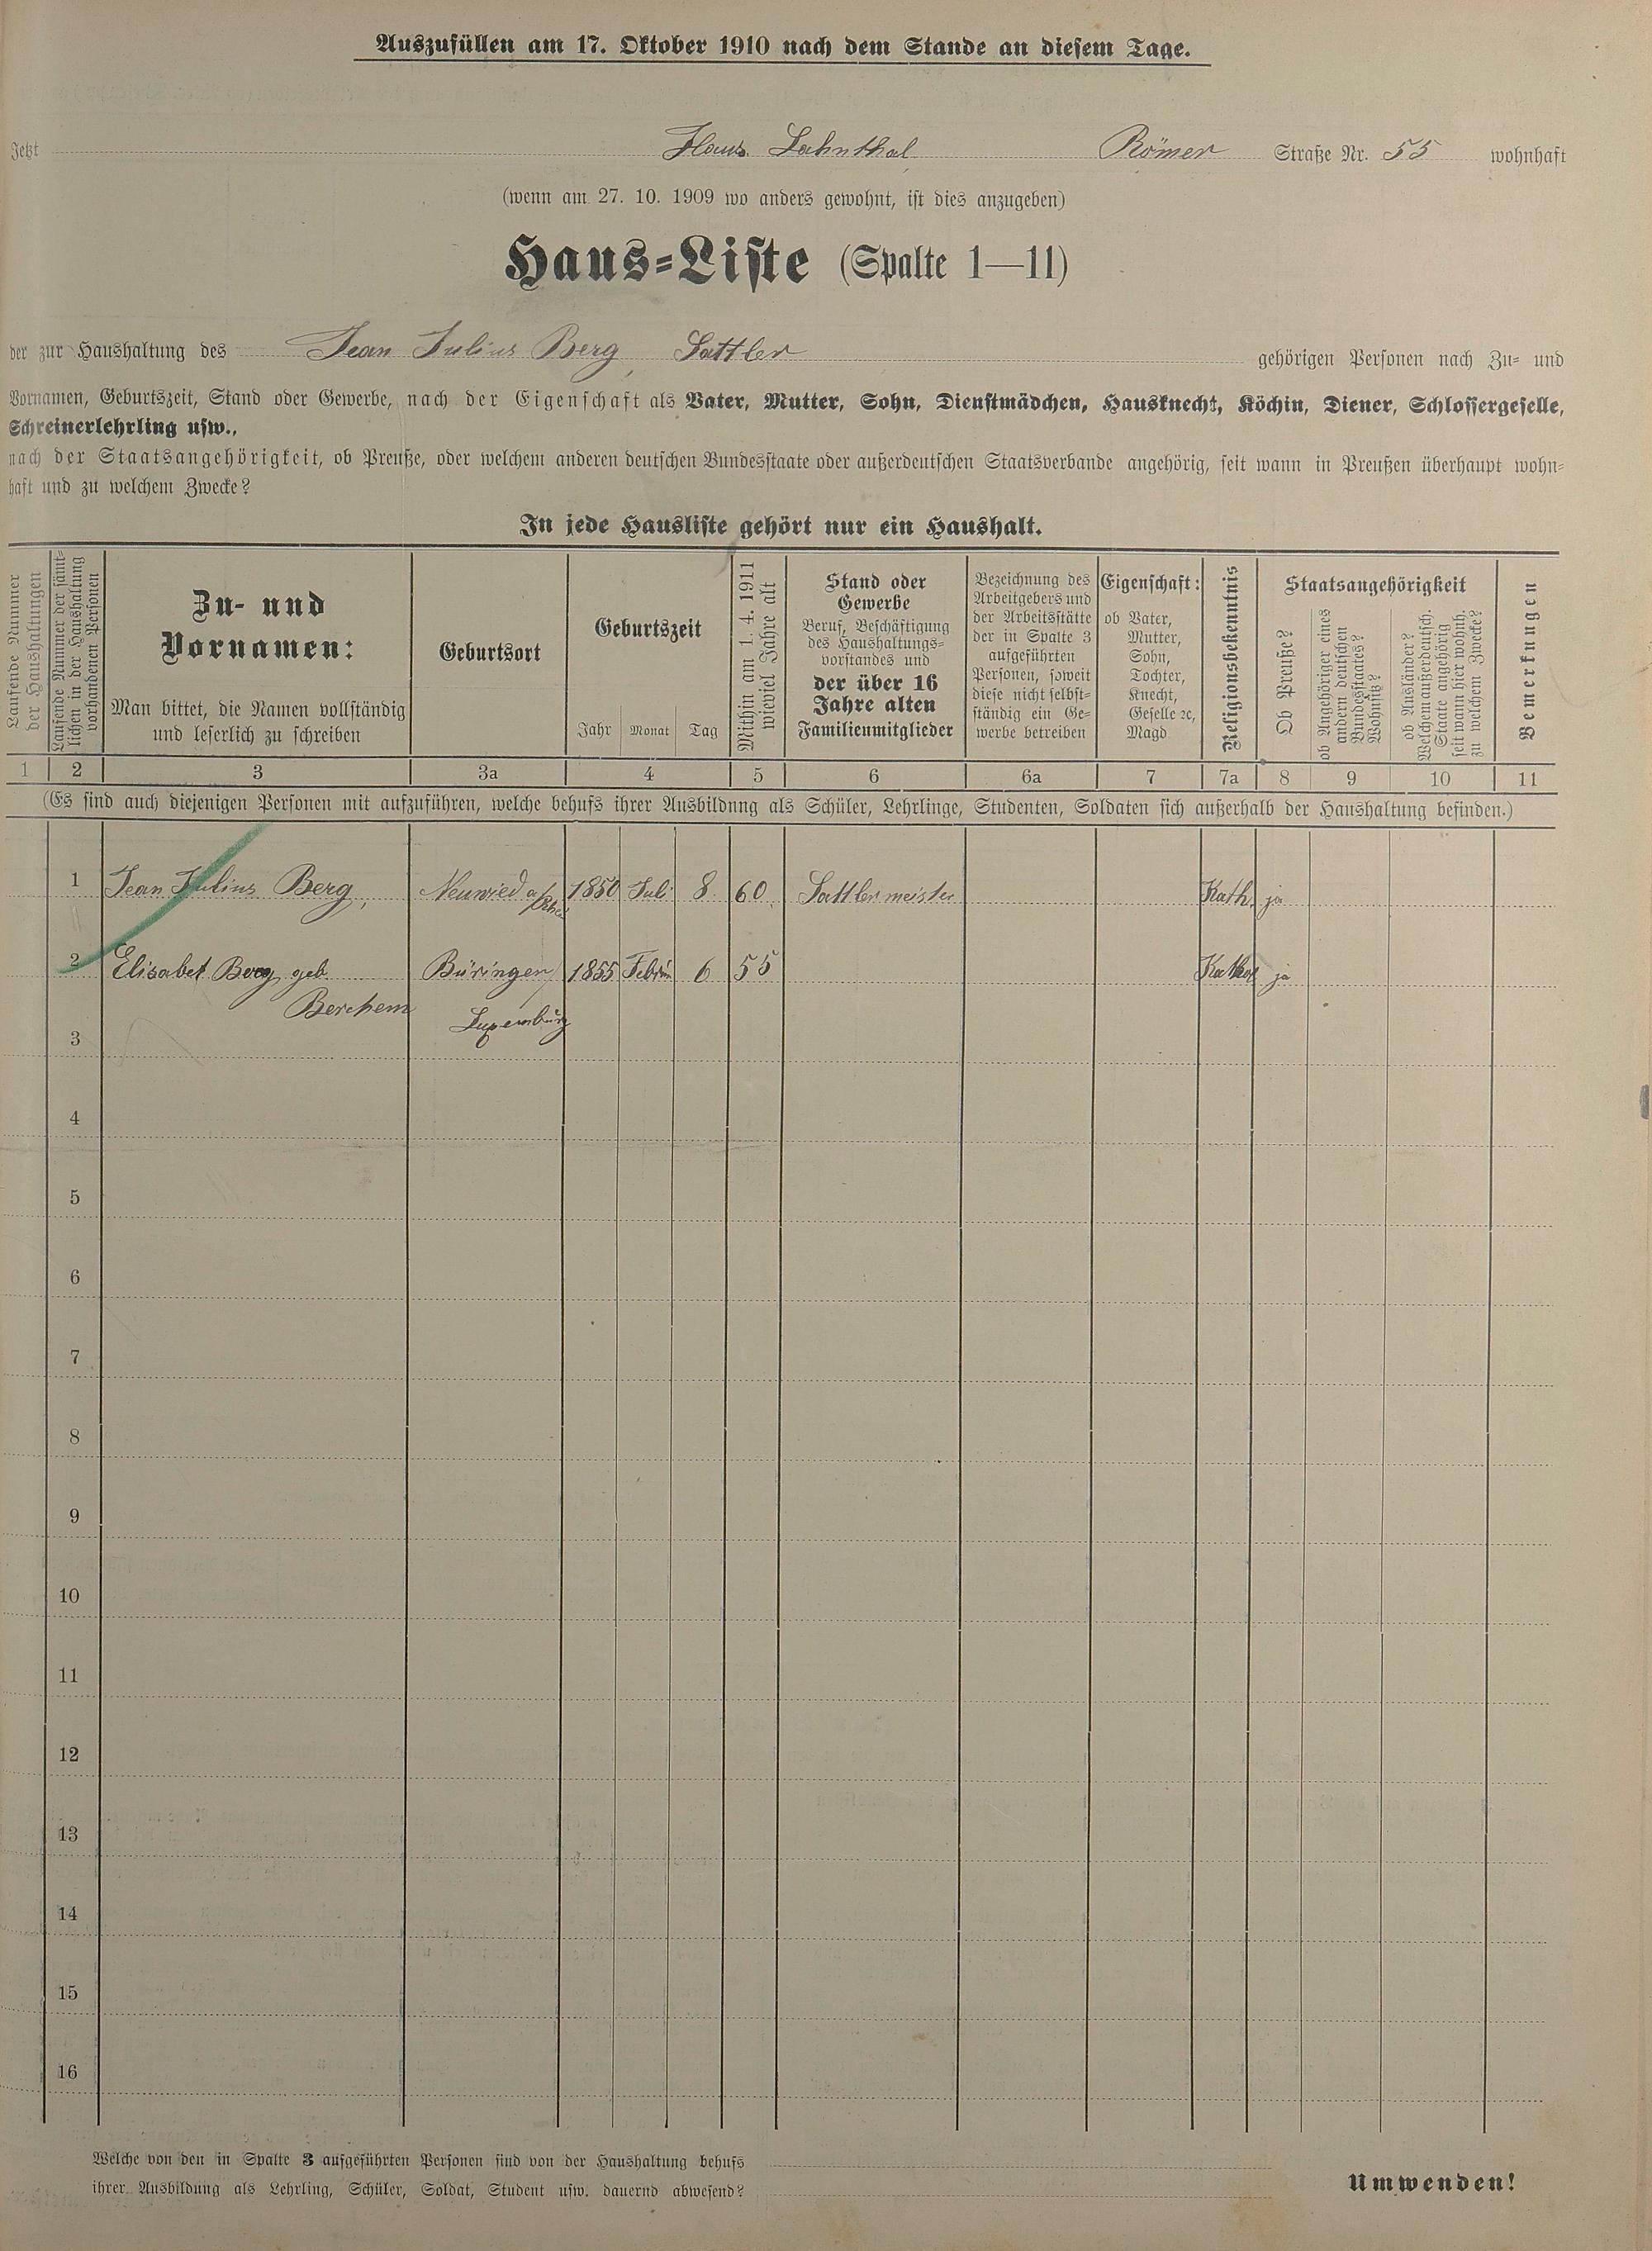 Auszufüllen am 17. Oktober 1910 nach dem Stande an diesem Tage.
Jetzt Haus Lahnthal Römer Straße Nr. 55 wohnhaft
(wenn am 27. 10. 1909 wo anders gewohnt, ist dies anzugeben)
Haus-Liste (Spalte 1—11)
der zur Haushaltung des Jean Julius Berg, Sattler gehörigen Personen nach Zu- und
Vornamen, Geburtszeit, Stand oder Gewerbe, nach der Eigenschaft als Vater, Mutter, Sohn, Dienstmädchen, Hausknecht, Köchin, Diener, Schlossergeselle,
Schreinerlehrling usw.,
nach der Staatsangehörigkeit, ob Preuße, oder welchem anderen deutschen Bundesstaate oder außerdeutschen Staatsverbande angehörig, seit wann in Preußen überhaupt wohn-
haft und zu welchem Zwecke?
In jede Hausliste gehört nur ein Haushalt.
Laufende Nummer
der Haushaltungen
Laufende Nummer der sämt-
lichen in der Haushaltung
vorhandenen Personen
Zu- und
Vornamen:
Man bittet, die Namen vollständig
und leserlich zu schreiben
Geburtsort
Geburtszeit
Jahr Monat Tag
Mithin am 1. 4. 1911
wieviel Jahre alt
Stand oder
Gewerbe
Beruf, Beschäftigung
des Haushaltungs-
vorstandes und
der über 16
Jahre alten
Familienmitglieder
Bezeichnung des
Arbeitgebers und
der Arbeitsstätte
der in Spalte 3
aufgeführten
Personen, soweit
diese nicht selbst-
ständig ein Ge-
werbe betreiben
Eigenschaft:
ob Vater,
Mutter,
Sohn,
Tochter,
Knecht,
Geselle ꝛc,
Magd
Religionsbekenntnis
Staatsangehörigkeit
Ob Preuße?
ob Angehöriger eines
andern deutschen
Bundesstaates?
Wohnsitz?
ob Ausländer?
Welchem außerdeutsch.
Staate angehörig
seit wann hier wohnh.
zu welchem Zwecke?
Bemerkungen
1 2 3 3a 4 5 6 6a 7 7a 8 9 10 11
(Es sind auch diejenigen Personen mit aufzuführen, welche behufs ihrer Ausbildung als Schüler, Lehrlinge, Studenten, Soldaten sich außerhalb der Haushaltung befinden.)
1 Jean Julius Berg, Neuwied a/Rhei 1850 Juli 8 60 Sattlermeister Kath. ja
2 Elisabet Berg geb. Büringen 1855 6 55 Kathol ja
Berchem Luxemburg
3
4
5
6
7
8
9
10
11
12
13
14
15
16
Welche von den in Spalte 3 aufgeführten Personen sind von der Haushaltung behufs
ihrer Ausbildung als Lehrling, Schüler, Soldat, Student usw. dauernd abwesend?
Umwenden!